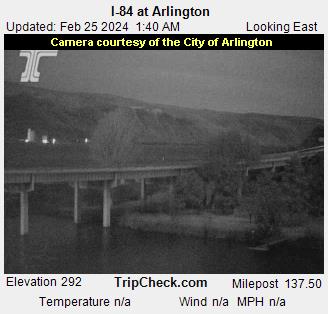 I-84 at Arlington
Updated: Feb 25 2024 1:40 AM Looking East
Camera courtesy of the City of Arlington
Elevation 292 TripCheck.com Milepost 137.50
Temperature n/a Wind n/a MPH n/a